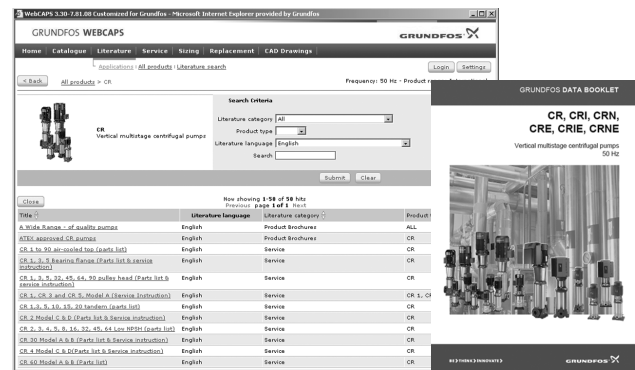 WebCAPS 3.30-7.81.08 Customized for Grundfos - Microsoft Internet Explorer provided by Grundfos
GRUNDFOS WEBCAPS
GRUNDFOS
Home Catalogue Literature Service Sizing Replacement CAD Drawings
Applications All products Literature search
Login Settings
< Back All products > CR
Frequency: 50 Hz • Product
CR
Vertical multistage centrifugal pumps
Search Criteria
Literature category All
Product type
Literature language English
Search
Submit Clear
Close
Now showing 1-58 of 58 hits
Previous page 1 of 1 Next
Title Literature language Literature category Product
A Wide Range - of quality pumps English Product Brochures ALL
ATEX approved CR pumps English Product Brochures CR
CR 1 to 90 air-cooled top (parts list) English Service CR
CR 1, 3, 5 Bearing flange (Parts list & service instruction) English Service CR
CR 1, 3, 5, 32, 45, 64, 90 pulley head (Parts list & service instruction) English Service CR
CR 1, CR 3 and CR 5, Model A (Service Instruction) English Service CR 1, CR
CR 1,3, 5, 10, 15, 20 tandem (parts list) English Service CR
CR 2 Model C & D (Parts list & Service instruction) English Service CR
CR 2, 3, 4, 5, 8, 16, 32, 45, 64 Low NPSH (parts list) English Service CR
CR 30 Model A & B (Parts list & Service instruction) English Service CR
CR 4 Model C & D(Parts list & Service instruction) English Service CR
CR 60 Model A & B (Parts list) English Service CR
GRUNDFOS DATA BOOKLET
CR, CRI, CRN,
CRE, CRIE, CRNE
Vertical multistage centrifugal pumps
50 Hz
BE > THINK > INNOVATE >
GRUNDFOS